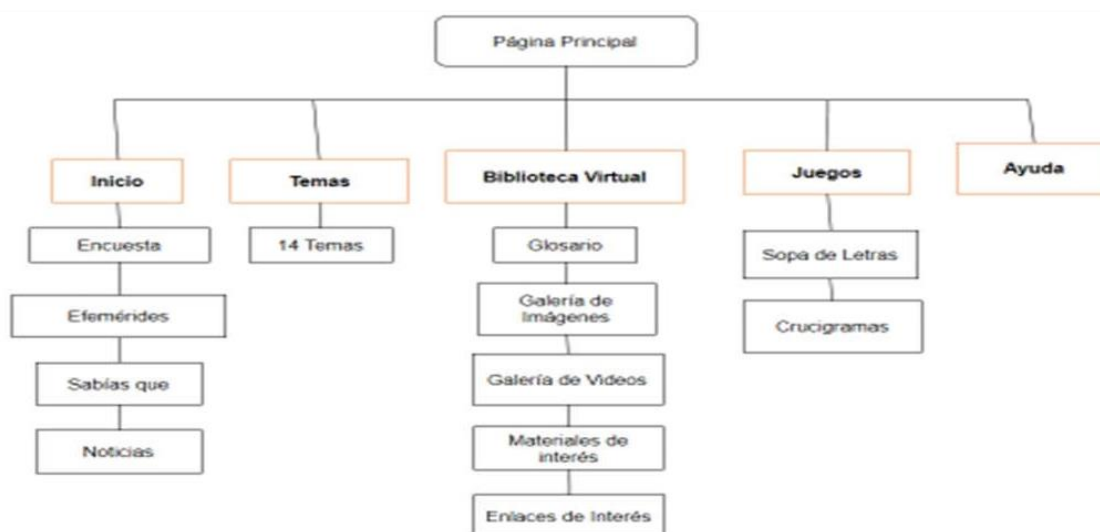 Página Principal
Inicio
Temas
Biblioteca Virtual
Juegos
Ayuda
Encuesta
14 Temas
Glosario
Sopa de Letras
Efemérides
Galería de
Imágenes
Crucigramas
Sabías que
Galería de Videos
Noticias
Materiales de
interés
Enlaces de Interés